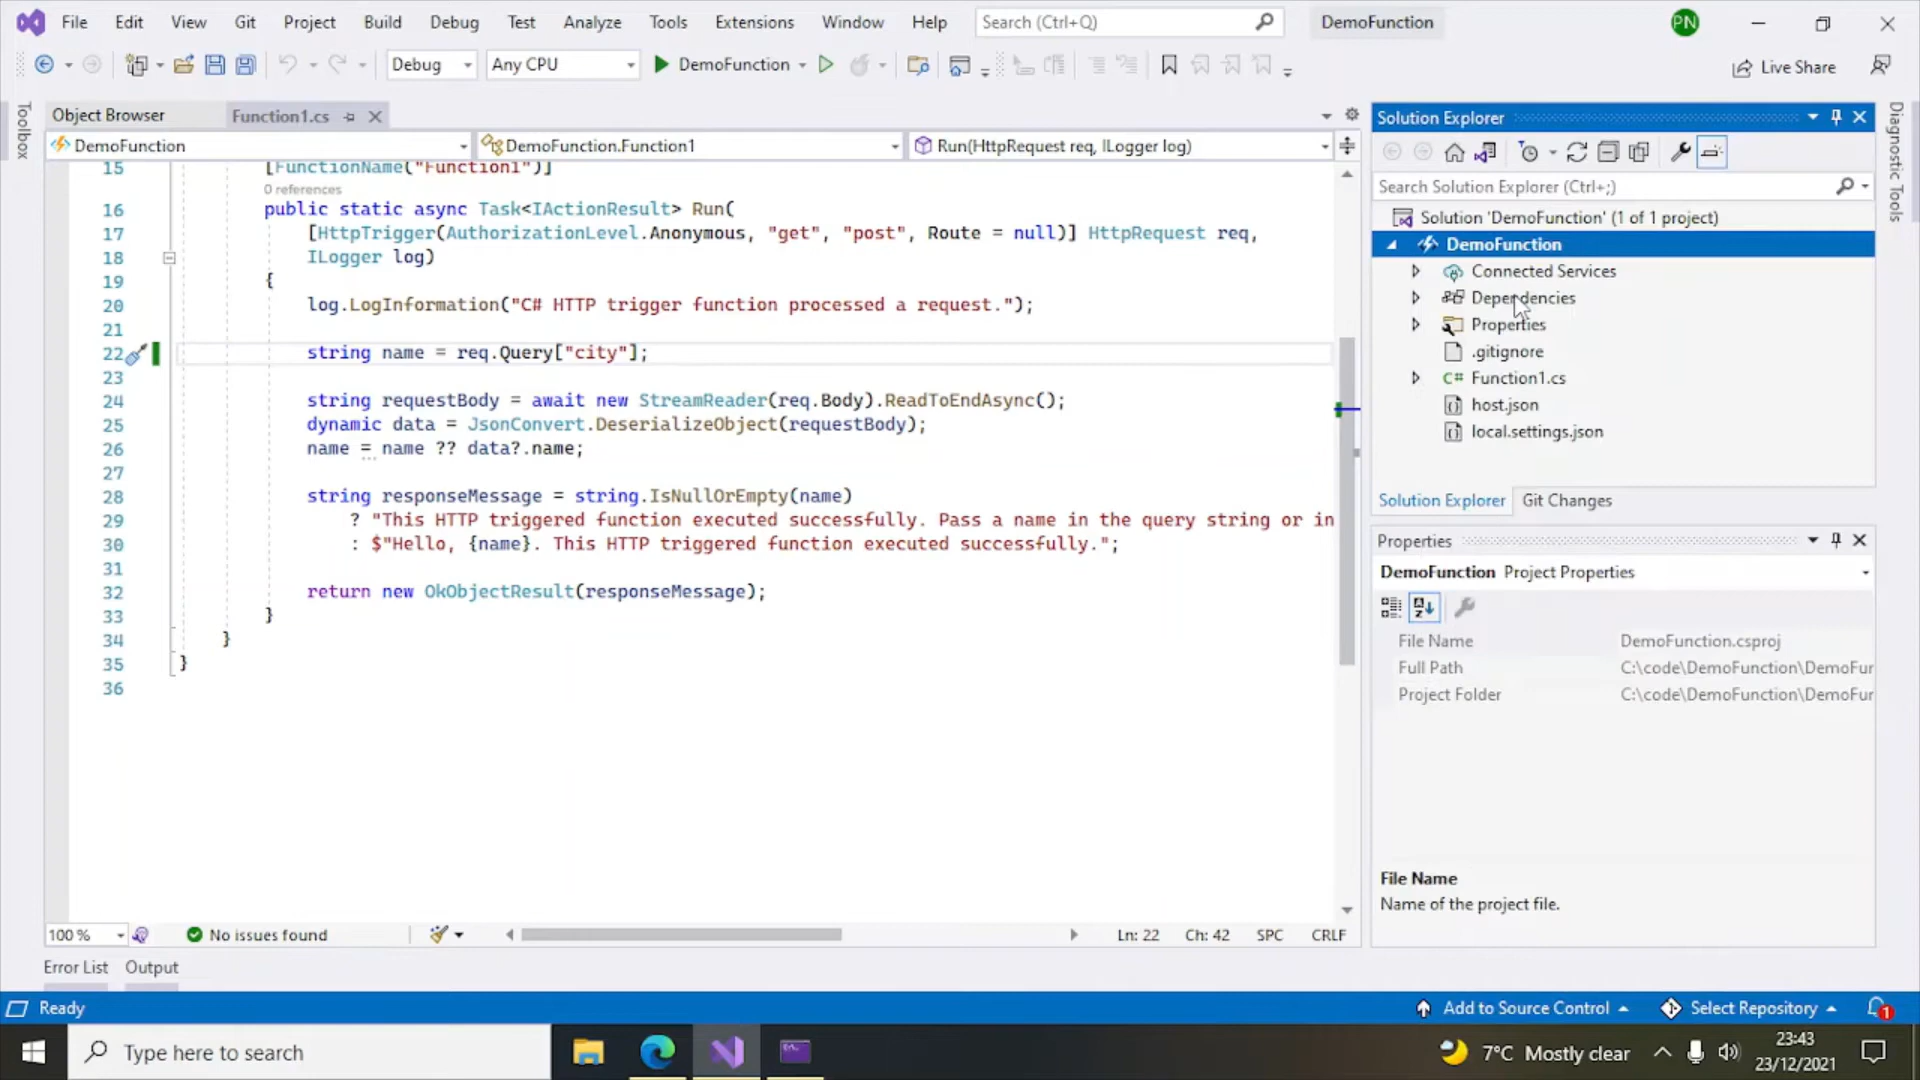 File Edit View Git Project Build Debug Test Analyze Tools Extensions Window Help Search (Ctrl+Q) DemoFunction PN
Debug Any CPU DemoFunction Live Share
Toolbox
Object Browser Function1.cs
DemoFunction DemoFunction.Function1 Run(HttpRequest req, ILogger log)
15 [FunctionName("Function1")]
0 references
16 public static async Task<IActionResult> Run(
17 [HttpTrigger(AuthorizationLevel.Anonymous, "get", "post", Route = null)] HttpRequest req,
18 ILogger log)
19 {
20 log.LogInformation("C# HTTP trigger function processed a request.");
21
22 string name = req.Query["city"];
23
24 string requestBody = await new StreamReader(req.Body).ReadToEndAsync();
25 dynamic data = JsonConvert.DeserializeObject(requestBody);
26 name = name ?? data?.name;
27
28 string responseMessage = string.IsNullOrEmpty(name)
29 ? "This HTTP triggered function executed successfully. Pass a name in the query string or in
30 : $"Hello, {name}. This HTTP triggered function executed successfully.";
31
32 return new OkObjectResult(responseMessage);
33 }
34 }
35 }
36
100 % No issues found Ln: 22 Ch: 42 SPC CRLF
Error List Output
Solution Explorer
Search Solution Explorer (Ctrl+;)
Solution 'DemoFunction' (1 of 1 project)
DemoFunction
Connected Services
Dependencies
Properties
.gitignore
C# Function1.cs
host.json
local.settings.json
Solution Explorer Git Changes
Properties
DemoFunction Project Properties
File Name DemoFunction.csproj
Full Path C:\code\DemoFunction\DemoFur
Project Folder C:\code\DemoFunction\DemoFur
File Name
Name of the project file.
Diagnostic Tools
Ready Add to Source Control Select Repository 1
Type here to search 7°C Mostly clear 23:43
23/12/2021